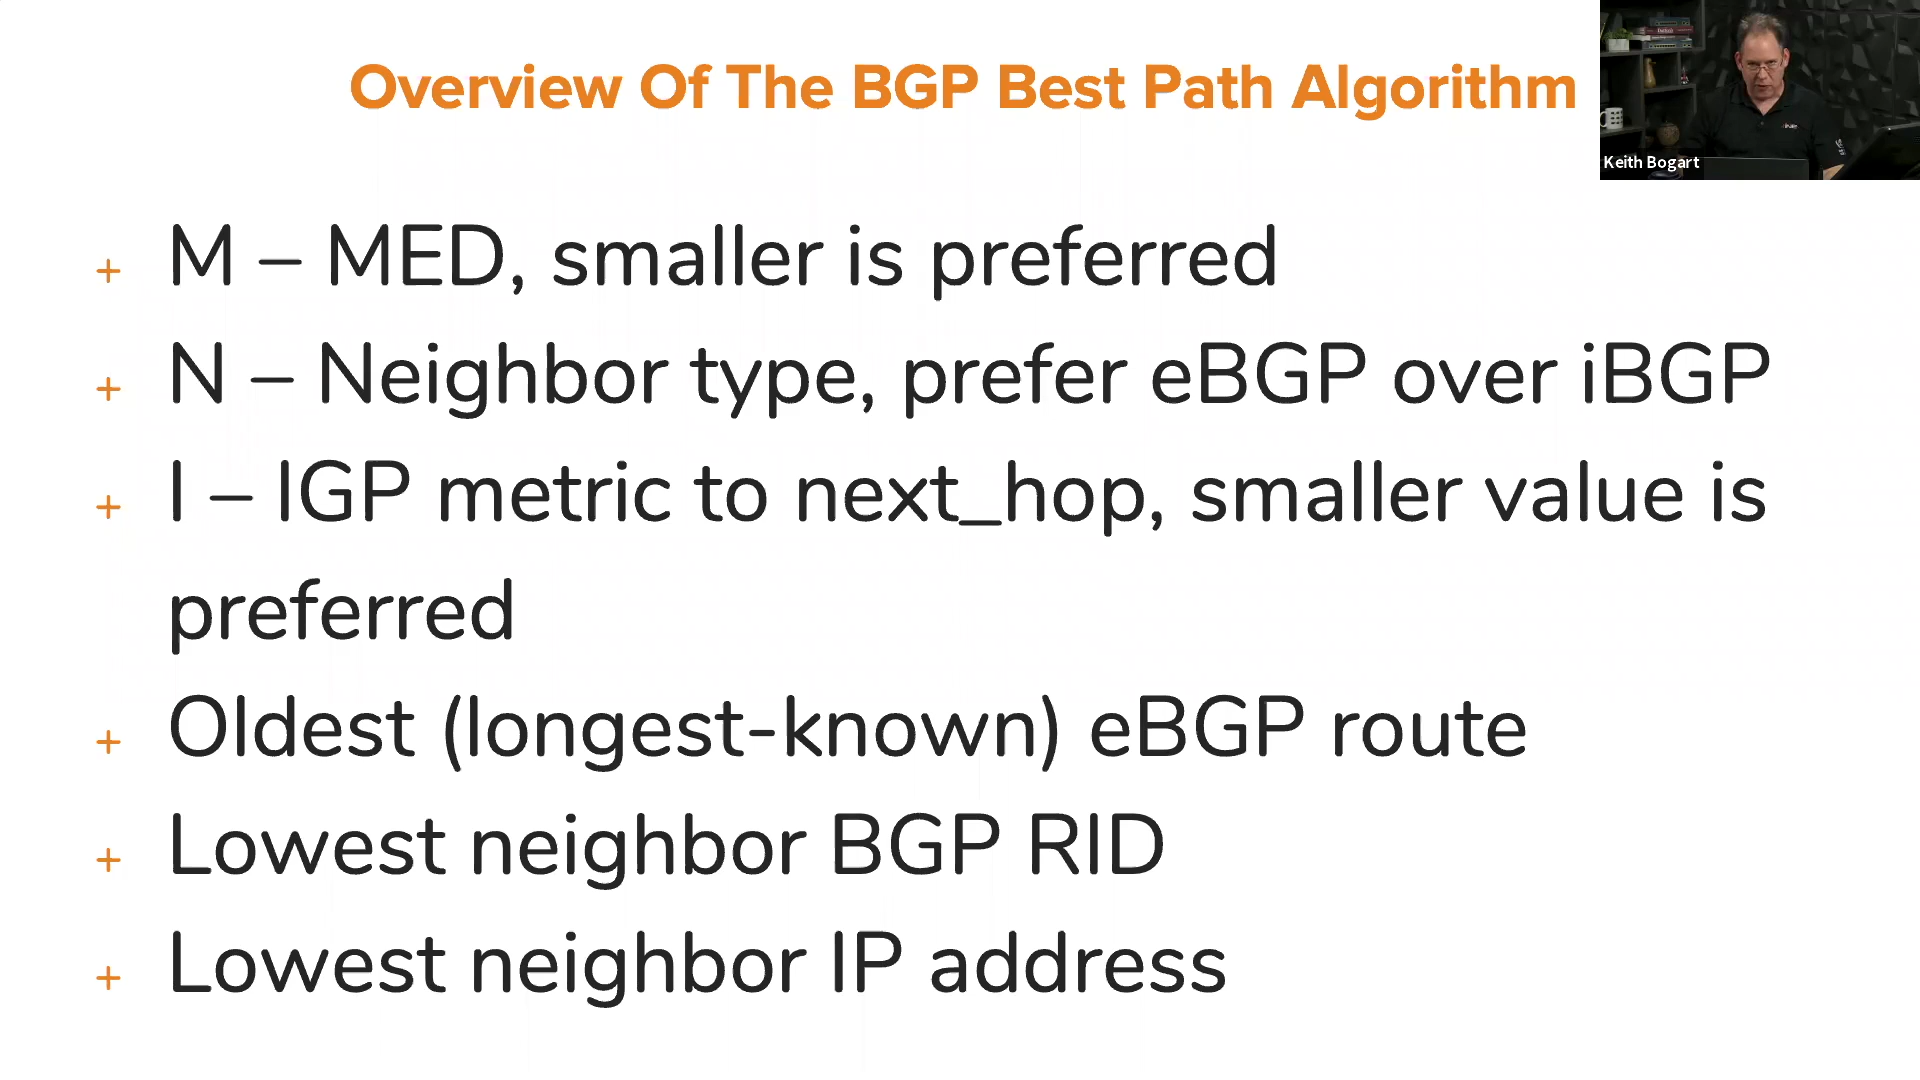 Overview Of The BGP Best Path Algorithm
Keith Bogart
+ M – MED, smaller is preferred
+ N – Neighbor type, prefer eBGP over iBGP
+ I – IGP metric to next_hop, smaller value is
preferred
+ Oldest (longest-known) eBGP route
+ Lowest neighbor BGP RID
+ Lowest neighbor IP address